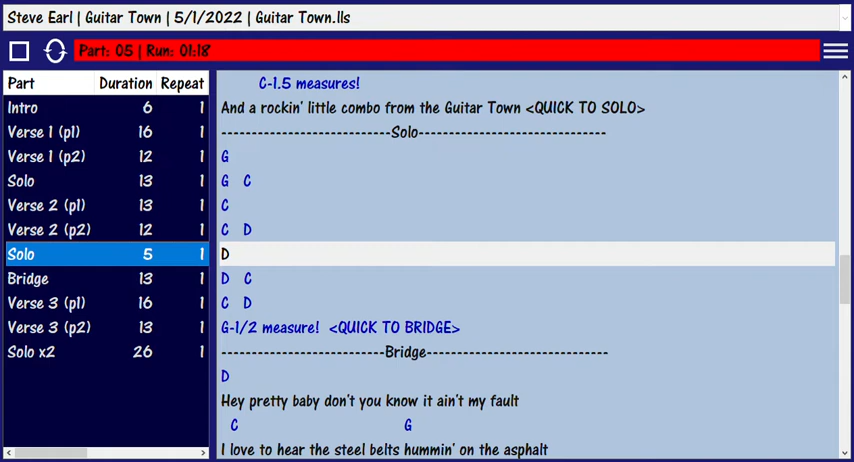 Steve Earl | Guitar Town | 5/1/2022 | Guitar Town.lls
Part: 05 | Run: 01:18
Part Duration Repeat
Intro 6 1
Verse 1 (p1) 16 1
Verse 1 (p2) 12 1
Solo 13 1
Verse 2 (p1) 13 1
Verse 2 (p2) 12 1
Solo 5 1
Bridge 13 1
Verse 3 (p1) 16 1
Verse 3 (p2) 13 1
Solo x2 26 1
C-1.5 measures!
And a rockin' little combo from the Guitar Town <QUICK TO SOLO>
----------------------------Solo-------------------------------
G
G C
C
C D
D
D C
C D
G-1/2 measure! <QUICK TO BRIDGE>
---------------------------Bridge------------------------------
D
Hey pretty baby don't you know it ain't my fault
C G
I love to hear the steel belts hummin' on the asphalt